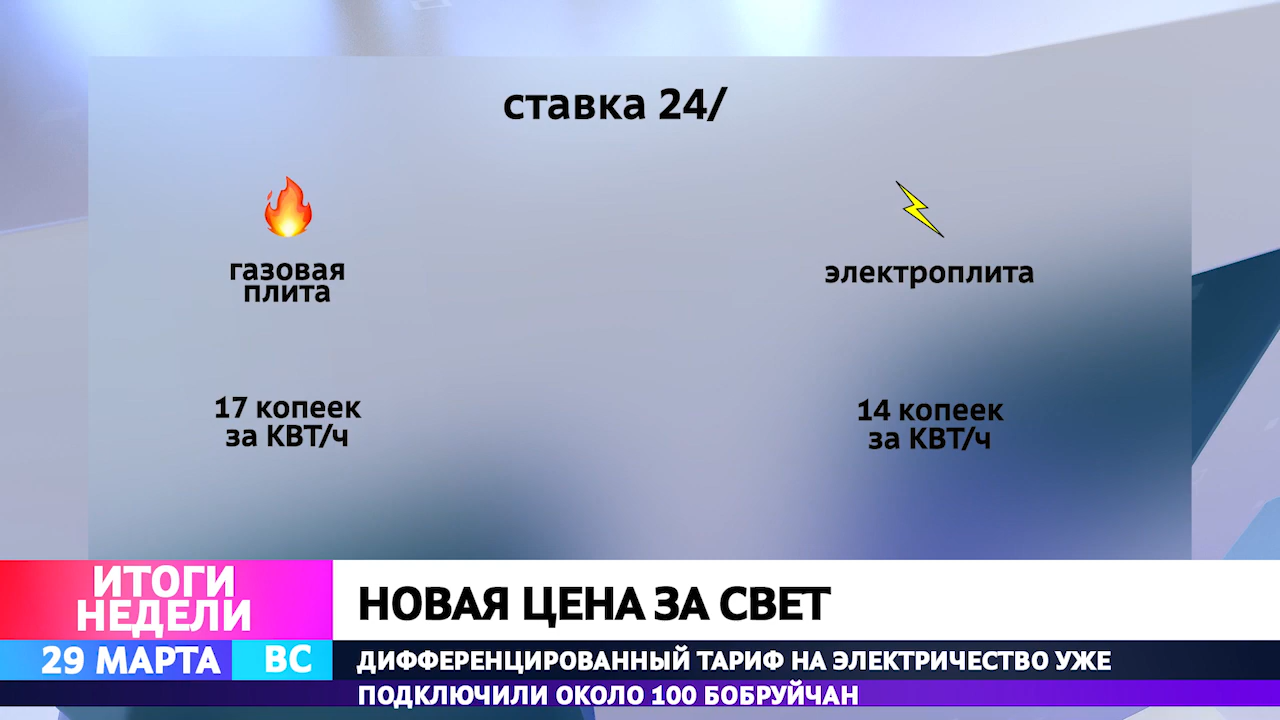 ставка 24/
газовая
плита
электроплита
17 копеек
за КВТ/ч
14 копеек
за КВТ/ч
ИТОГИ
НЕДЕЛИ
НОВАЯ ЦЕНА ЗА СВЕТ
29 МАРТА ВС
ДИФФЕРЕНЦИРОВАННЫЙ ТАРИФ НА ЭЛЕКТРИЧЕСТВО УЖЕ
ПОДКЛЮЧИЛИ ОКОЛО 100 БОБРУЙЧАН